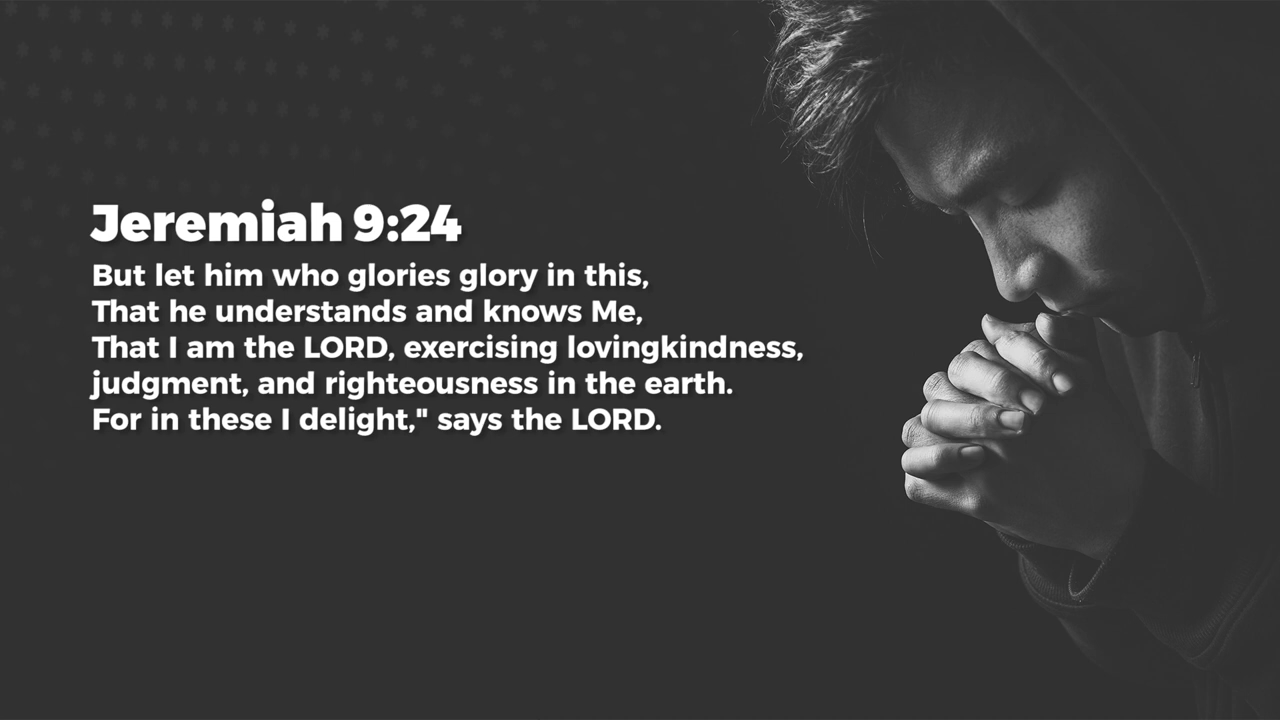 Jeremiah 9:24
But let him who glories glory in this,
That he understands and knows Me,
That I am the LORD, exercising lovingkindness,
judgment, and righteousness in the earth.
For in these I delight," says the LORD.